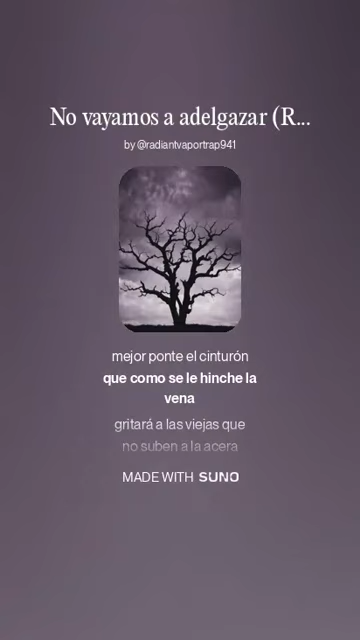 No vayamos a adelgazar (R...
by @radiantvaportrap941
mejor ponte el cinturón
que como se le hinche la
vena
gritará a las viejas que
no suben a la acera
MADE WITH SUNO